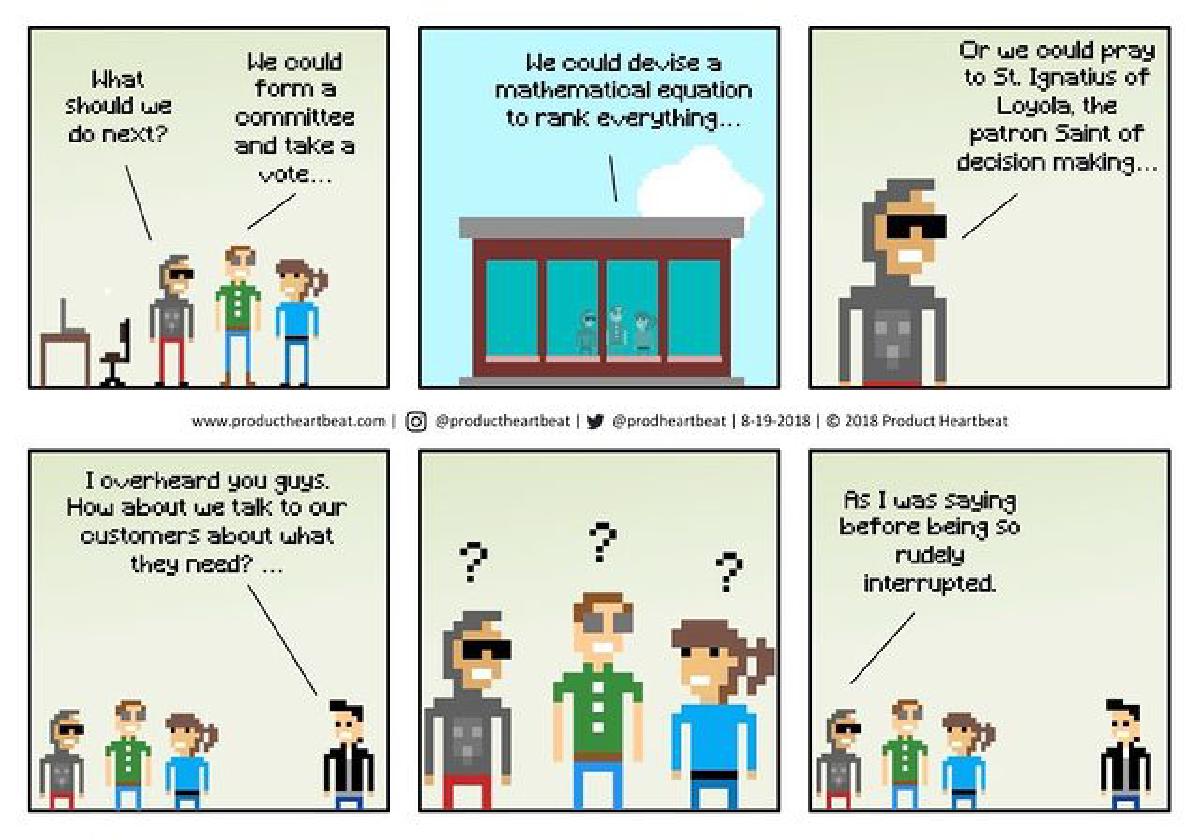 What
should we
do next?
We could
form a
committee
and take a
vote...
We could devise a
mathematical equation
to rank everything...
Or we could pray
to St. Ignatius of
Loyola, the
patron Saint of
decision making...
www.productheartbeat.com | @productheartbeat | @prodheartbeat | 8-19-2018 | © 2018 Product Heartbeat
I overheard you guys.
How about we talk to our
customers about what
they need? ...
?
?
?
As I was saying
before being so
rudely
interrupted.